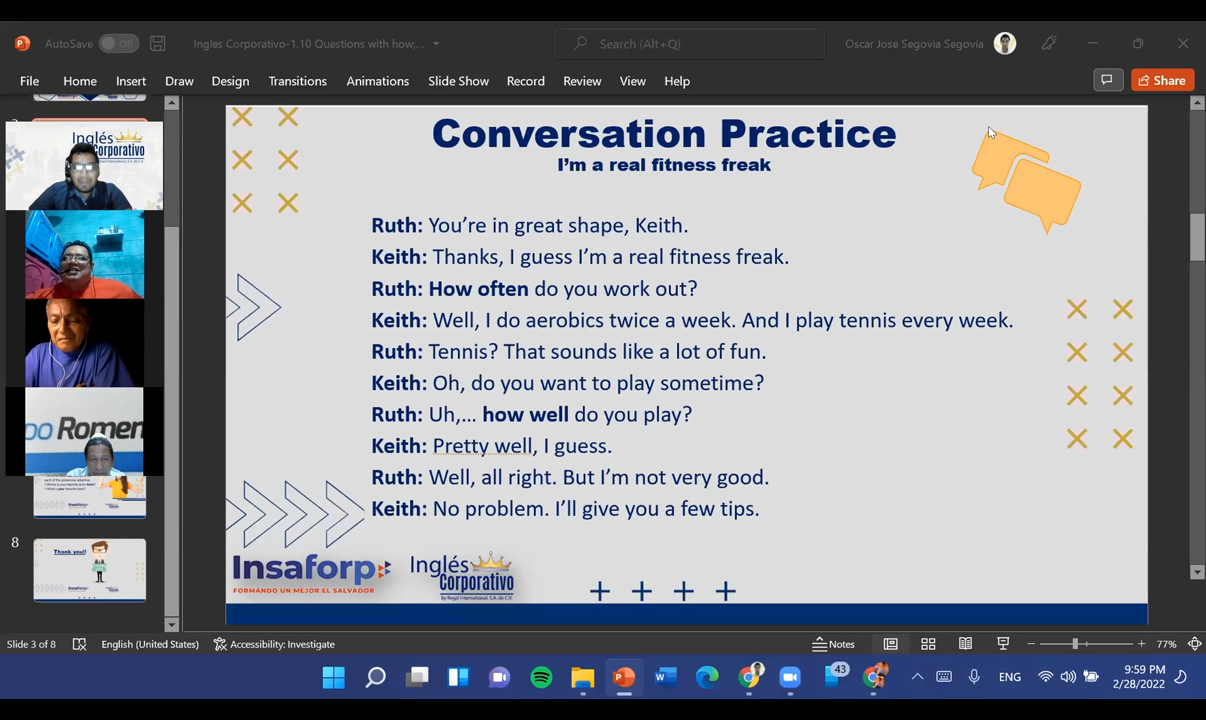 AutoSave Off Ingles Corporativo-1.10 Questions with how;... Search (Alt+Q) Oscar Jose Segovia Segovia
File Home Insert Draw Design Transitions Animations Slide Show Record Review View Help Share
Inglés
Corporativo
Conversation Practice
I'm a real fitness freak
Ruth: You're in great shape, Keith.
Keith: Thanks, I guess I'm a real fitness freak.
Ruth: How often do you work out?
Keith: Well, I do aerobics twice a week. And I play tennis every week.
Ruth: Tennis? That sounds like a lot of fun.
Keith: Oh, do you want to play sometime?
Ruth: Uh,... how well do you play?
Keith: Pretty well, I guess.
Ruth: Well, all right. But I'm not very good.
Keith: No problem. I'll give you a few tips.
Romen
8
Thank you!!
Insaforp
FORMANDO UN MEJOR EL SALVADOR
Inglés
Corporativo
Slide 3 of 8 English (United States) Accessibility: Investigate Notes 77%
43 ENG 9:59 PM
2/28/2022